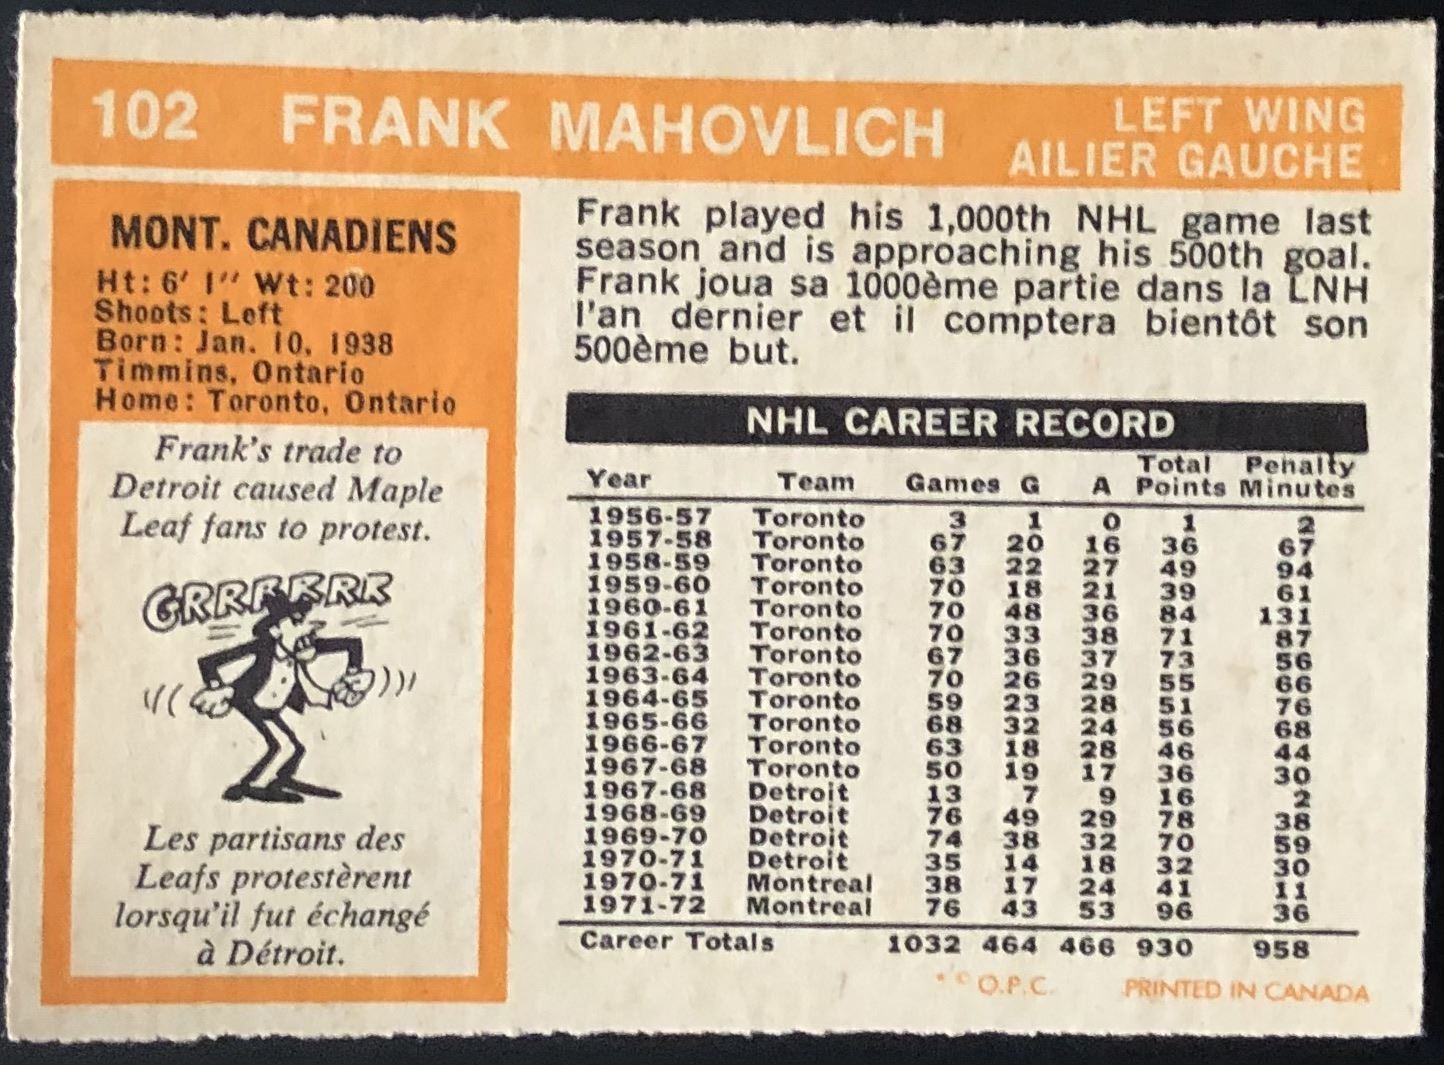 102 FRANK MAHOVLICH LEFT WING
AILIER GAUCHE
MONT. CANADIENS
Ht: 6' 1" Wt: 200
Shoots: Left
Born: Jan. 10, 1938
Timmins, Ontario
Home: Toronto, Ontario
Frank's trade to
Detroit caused Maple
Leaf fans to protest.
GRRRRRR
Les partisans des
Leafs protestèrent
lorsqu'il fut échangé
à Détroit.
Frank played his 1,000th NHL game last
season and is approaching his 500th goal.
Frank joua sa 1000ème partie dans la LNH
l'an dernier et il comptera bientôt son
500ème but.
NHL CAREER RECORD
Year Team Games G A Total Points Penalty Minutes
1956-57 Toronto 3 1 0 1 2
1957-58 Toronto 67 20 16 36 67
1958-59 Toronto 63 22 27 49 94
1959-60 Toronto 70 18 21 39 61
1960-61 Toronto 70 48 36 84 131
1961-62 Toronto 70 33 38 71 87
1962-63 Toronto 67 36 37 73 56
1963-64 Toronto 70 26 29 55 66
1964-65 Toronto 59 23 28 51 76
1965-66 Toronto 68 32 24 56 68
1966-67 Toronto 63 18 28 46 44
1967-68 Toronto 50 19 17 36 30
1967-68 Detroit 13 7 9 16 2
1968-69 Detroit 76 49 29 78 38
1969-70 Detroit 74 38 32 70 59
1970-71 Detroit 35 14 18 32 30
1970-71 Montreal 38 17 24 41 11
1971-72 Montreal 76 43 53 96 36
Career Totals 1032 464 466 930 958
* © O.P.C. PRINTED IN CANADA